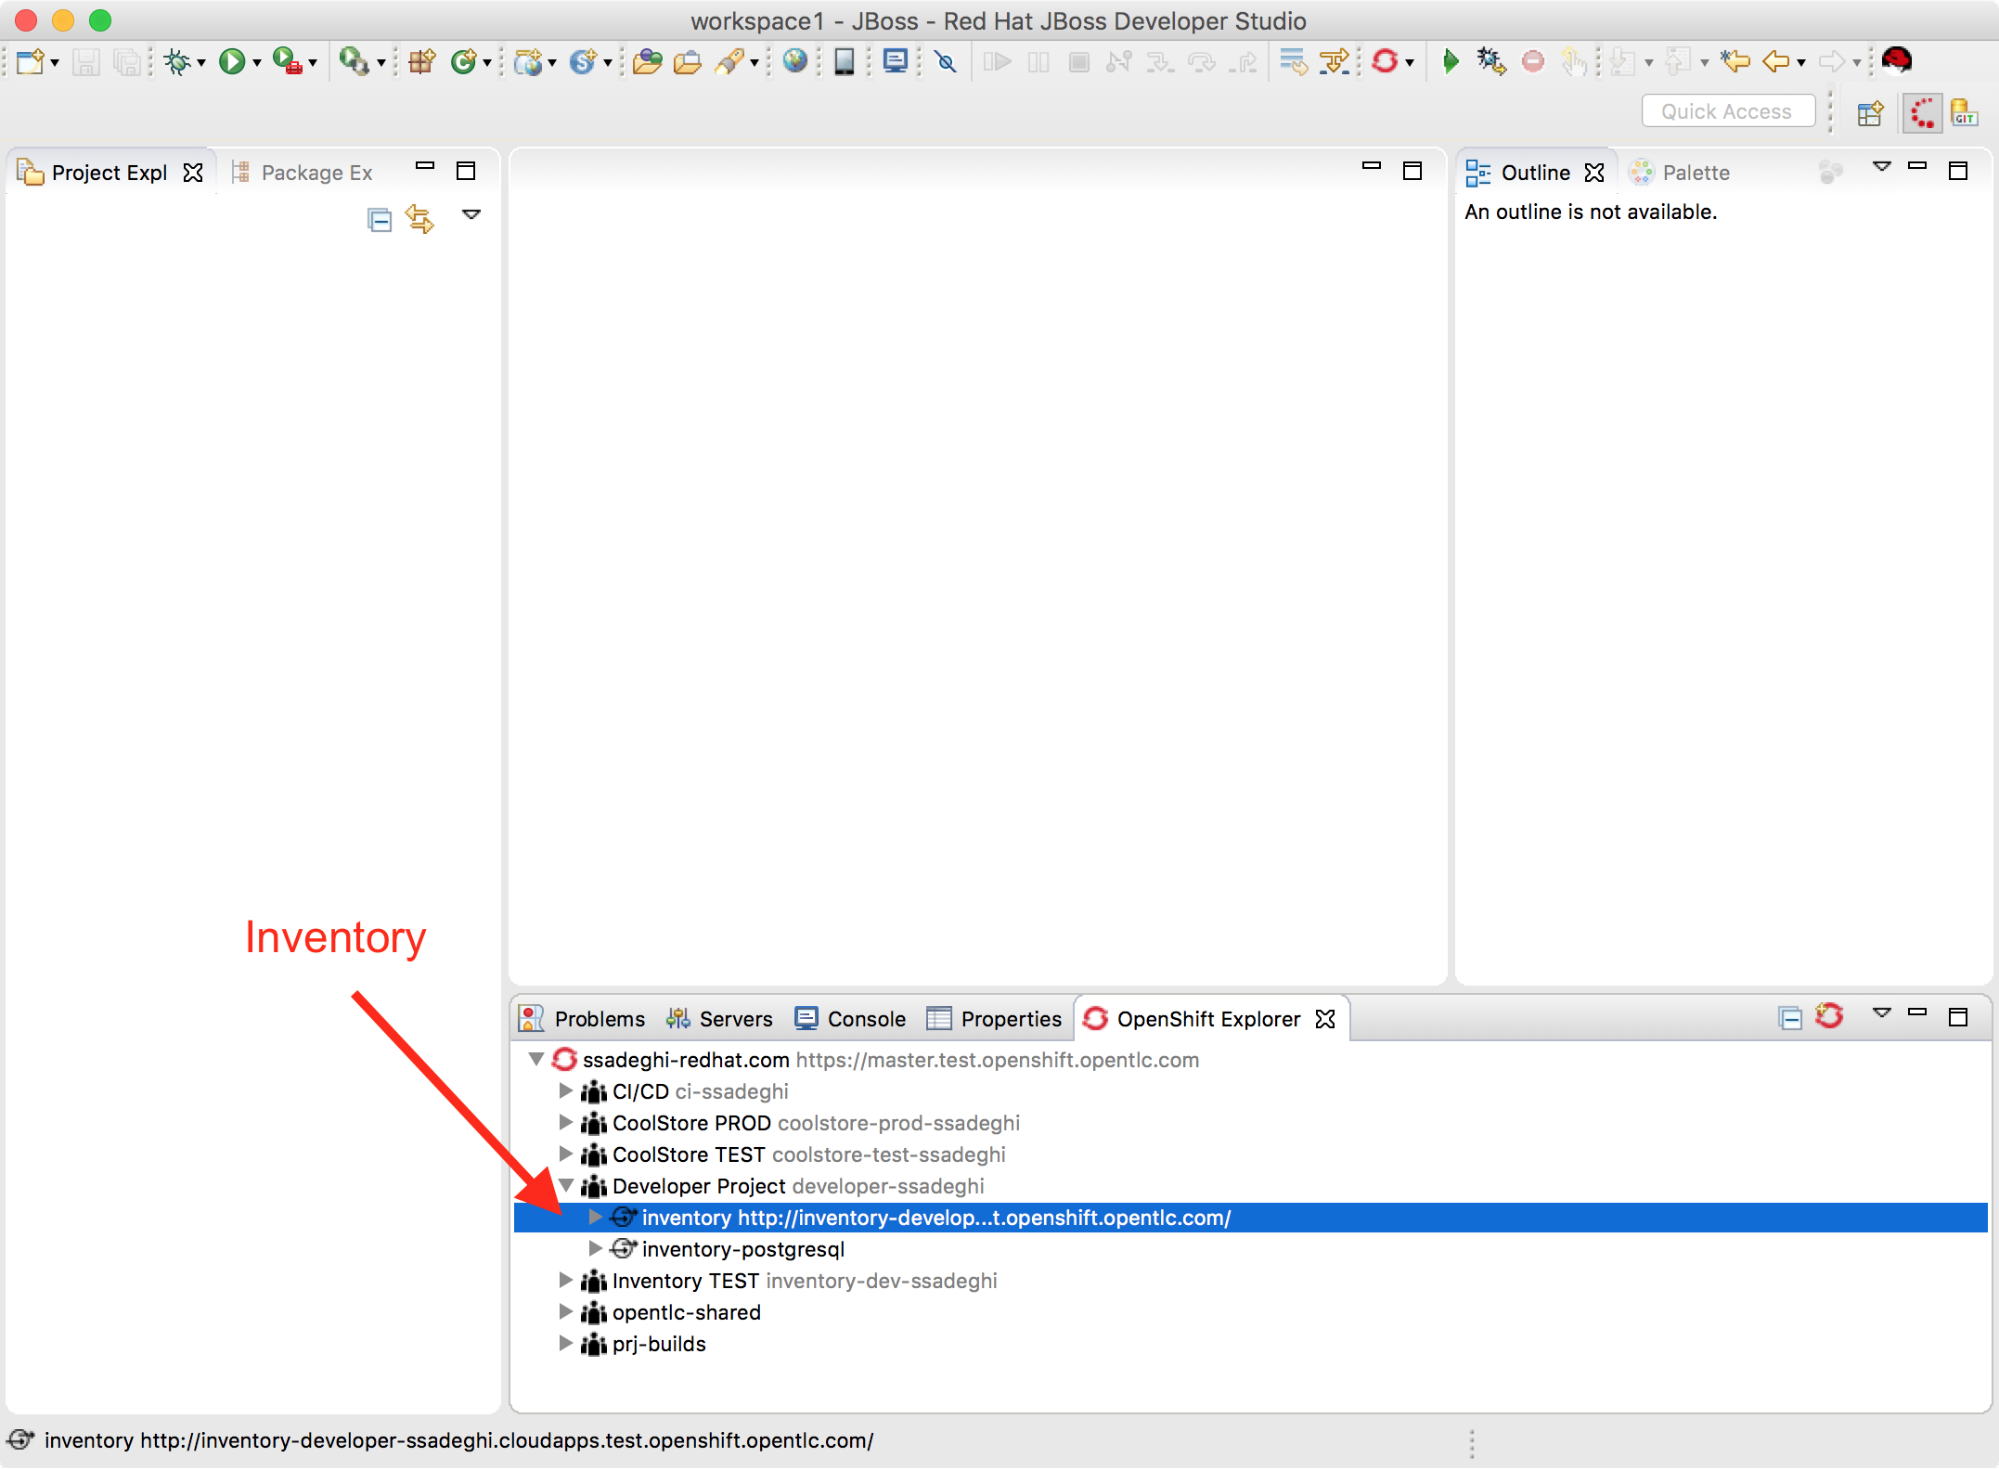 workspace1 - JBoss - Red Hat JBoss Developer Studio
Quick Access
GIT
Project Expl
Package Ex
Outline
Palette
An outline is not available.
Inventory
Problems
Servers
Console
Properties
OpenShift Explorer
ssadeghi-redhat.com https://master.test.openshift.opentlc.com
CI/CD ci-ssadeghi
CoolStore PROD coolstore-prod-ssadeghi
CoolStore TEST coolstore-test-ssadeghi
Developer Project developer-ssadeghi
inventory http://inventory-develop...t.openshift.opentlc.com/
inventory-postgresql
Inventory TEST inventory-dev-ssadeghi
opentlc-shared
prj-builds
inventory http://inventory-developer-ssadeghi.cloudapps.test.openshift.opentlc.com/